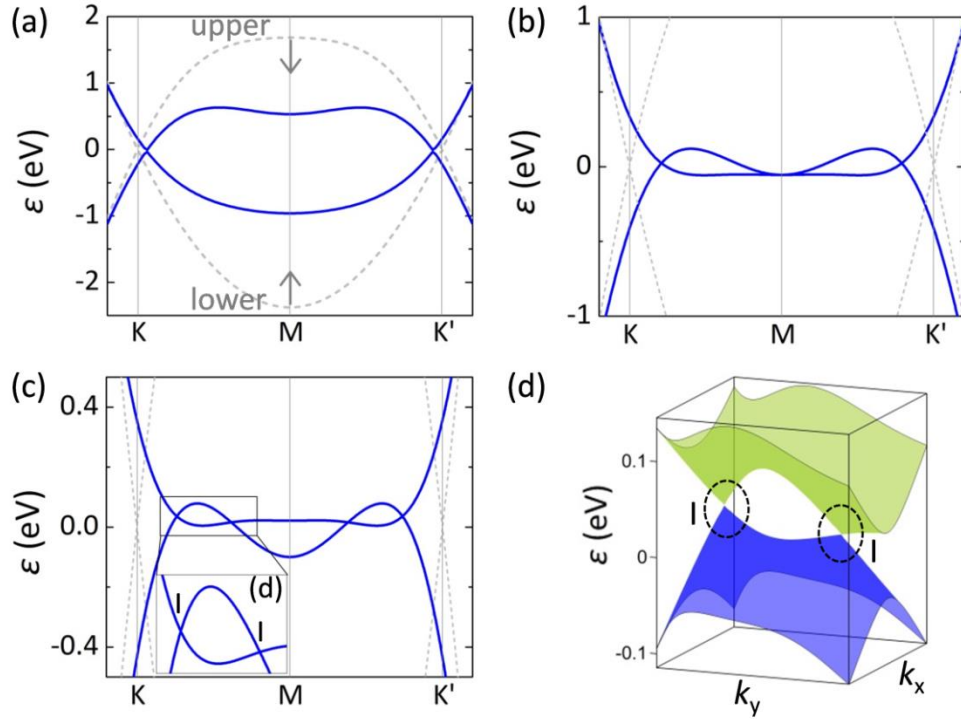 (a)
2
1
0
-1
-2
ε (eV)
upper
lower
K
M
K'
(b)
1
0
-1
ε (eV)
K
M
K'
(c)
0.4
0.0
-0.4
ε (eV)
I
I
(d)
K
M
K'
(d)
0.1
0
-0.1
ε (eV)
I
I
k_y
k_x